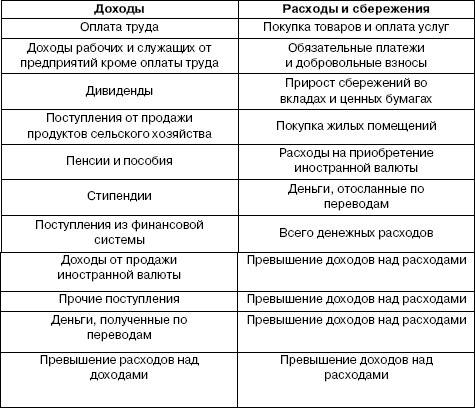 Доходы
Расходы и сбережения
Оплата труда
Покупка товаров и оплата услуг
Доходы рабочих и служащих от
предприятий кроме оплаты труда
Обязательные платежи
и добровольные взносы
Дивиденды
Прирост сбережений во
вкладах и ценных бумагах
Поступления от продажи
продуктов сельского хозяйства
Покупка жилых помещений
Пенсии и пособия
Расходы на приобретение
иностранной валюты
Стипендии
Деньги, отосланные по
переводам
Поступления из финансовой
системы
Всего денежных расходов
Доходы от продажи
иностранной валюты
Превышение доходов над расходами
Прочие поступления
Превышение доходов над расходами
Деньги, полученные по
переводам
Превышение доходов над расходами
Превышение расходов над
доходами
Превышение доходов над
расходами